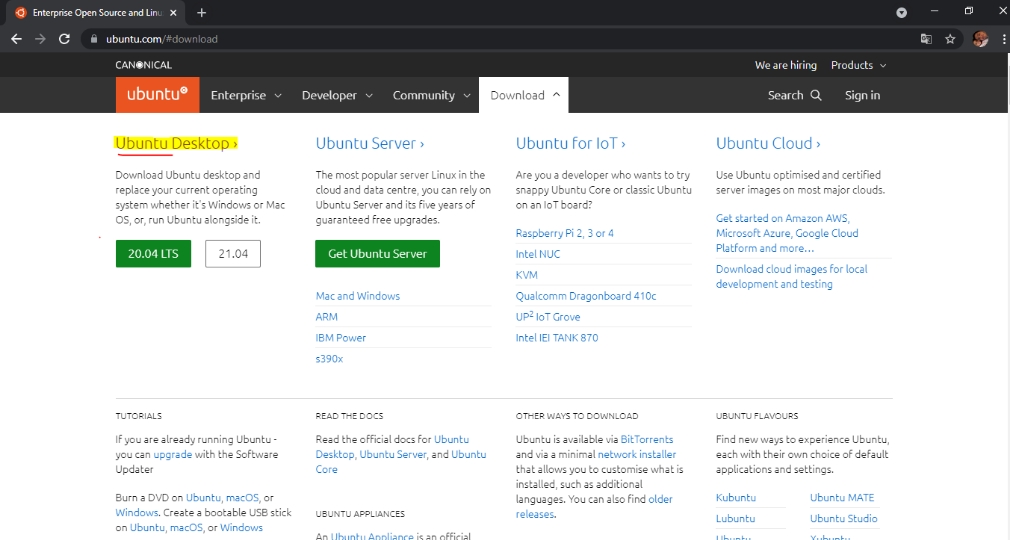 Enterprise Open Source and Linu
ubuntu.com/#download
CANONICAL
We are hiring Products
ubuntu
Enterprise Developer Community Download
Search Sign in
Ubuntu Desktop ›
Download Ubuntu desktop and
replace your current operating
system whether it's Windows or Mac
OS, or, run Ubuntu alongside it.
20.04 LTS 21.04
Ubuntu Server ›
The most popular server Linux in the
cloud and data centre, you can rely on
Ubuntu Server and its five years of
guaranteed free upgrades.
Get Ubuntu Server
Mac and Windows
ARM
IBM Power
s390x
Ubuntu for IoT ›
Are you a developer who wants to try
snappy Ubuntu Core or classic Ubuntu
on an IoT board?
Raspberry Pi 2, 3 or 4
Intel NUC
KVM
Qualcomm Dragonboard 410c
UP² IoT Grove
Intel IEI TANK 870
Ubuntu Cloud ›
Use Ubuntu optimised and certified
server images on most major clouds.
Get started on Amazon AWS,
Microsoft Azure, Google Cloud
Platform and more…
Download cloud images for local
development and testing
TUTORIALS
If you are already running Ubuntu -
you can upgrade with the Software
Updater
Burn a DVD on Ubuntu, macOS, or
Windows. Create a bootable USB stick
on Ubuntu, macOS, or Windows
READ THE DOCS
Read the official docs for Ubuntu
Desktop, Ubuntu Server, and Ubuntu
Core
UBUNTU APPLIANCES
An Ubuntu Appliance is an official
OTHER WAYS TO DOWNLOAD
Ubuntu is available via BitTorrents
and via a minimal network installer
that allows you to customise what is
installed, such as additional
languages. You can also find older
releases.
UBUNTU FLAVOURS
Find new ways to experience Ubuntu,
each with their own choice of default
applications and settings.
Kubuntu Ubuntu MATE
Lubuntu Ubuntu Studio
Ubuntu Xubuntu